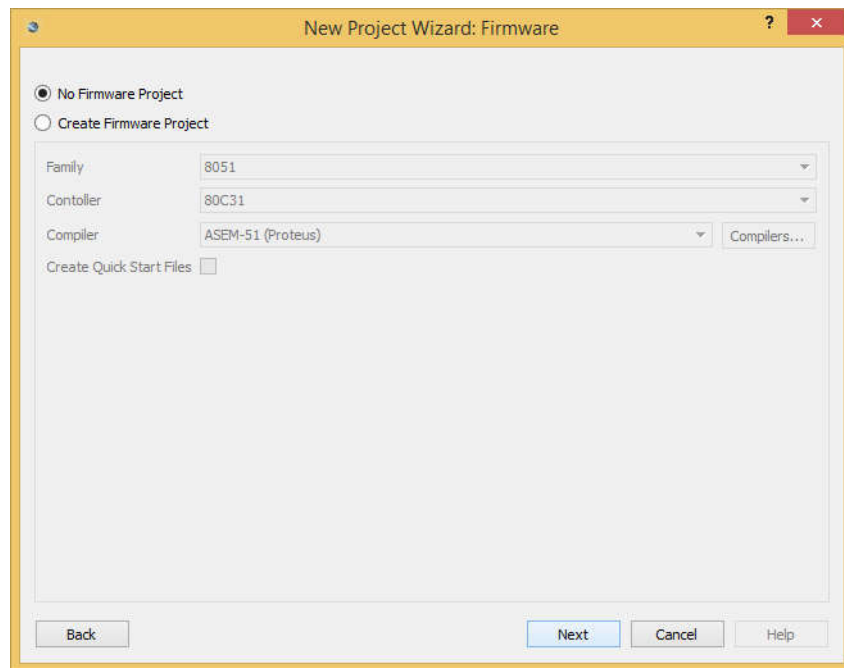 New Project Wizard: Firmware
? ×
No Firmware Project
Create Firmware Project
Family 8051
Contoller 80C31
Compiler ASEM-51 (Proteus) Compilers...
Create Quick Start Files
Back Next Cancel Help